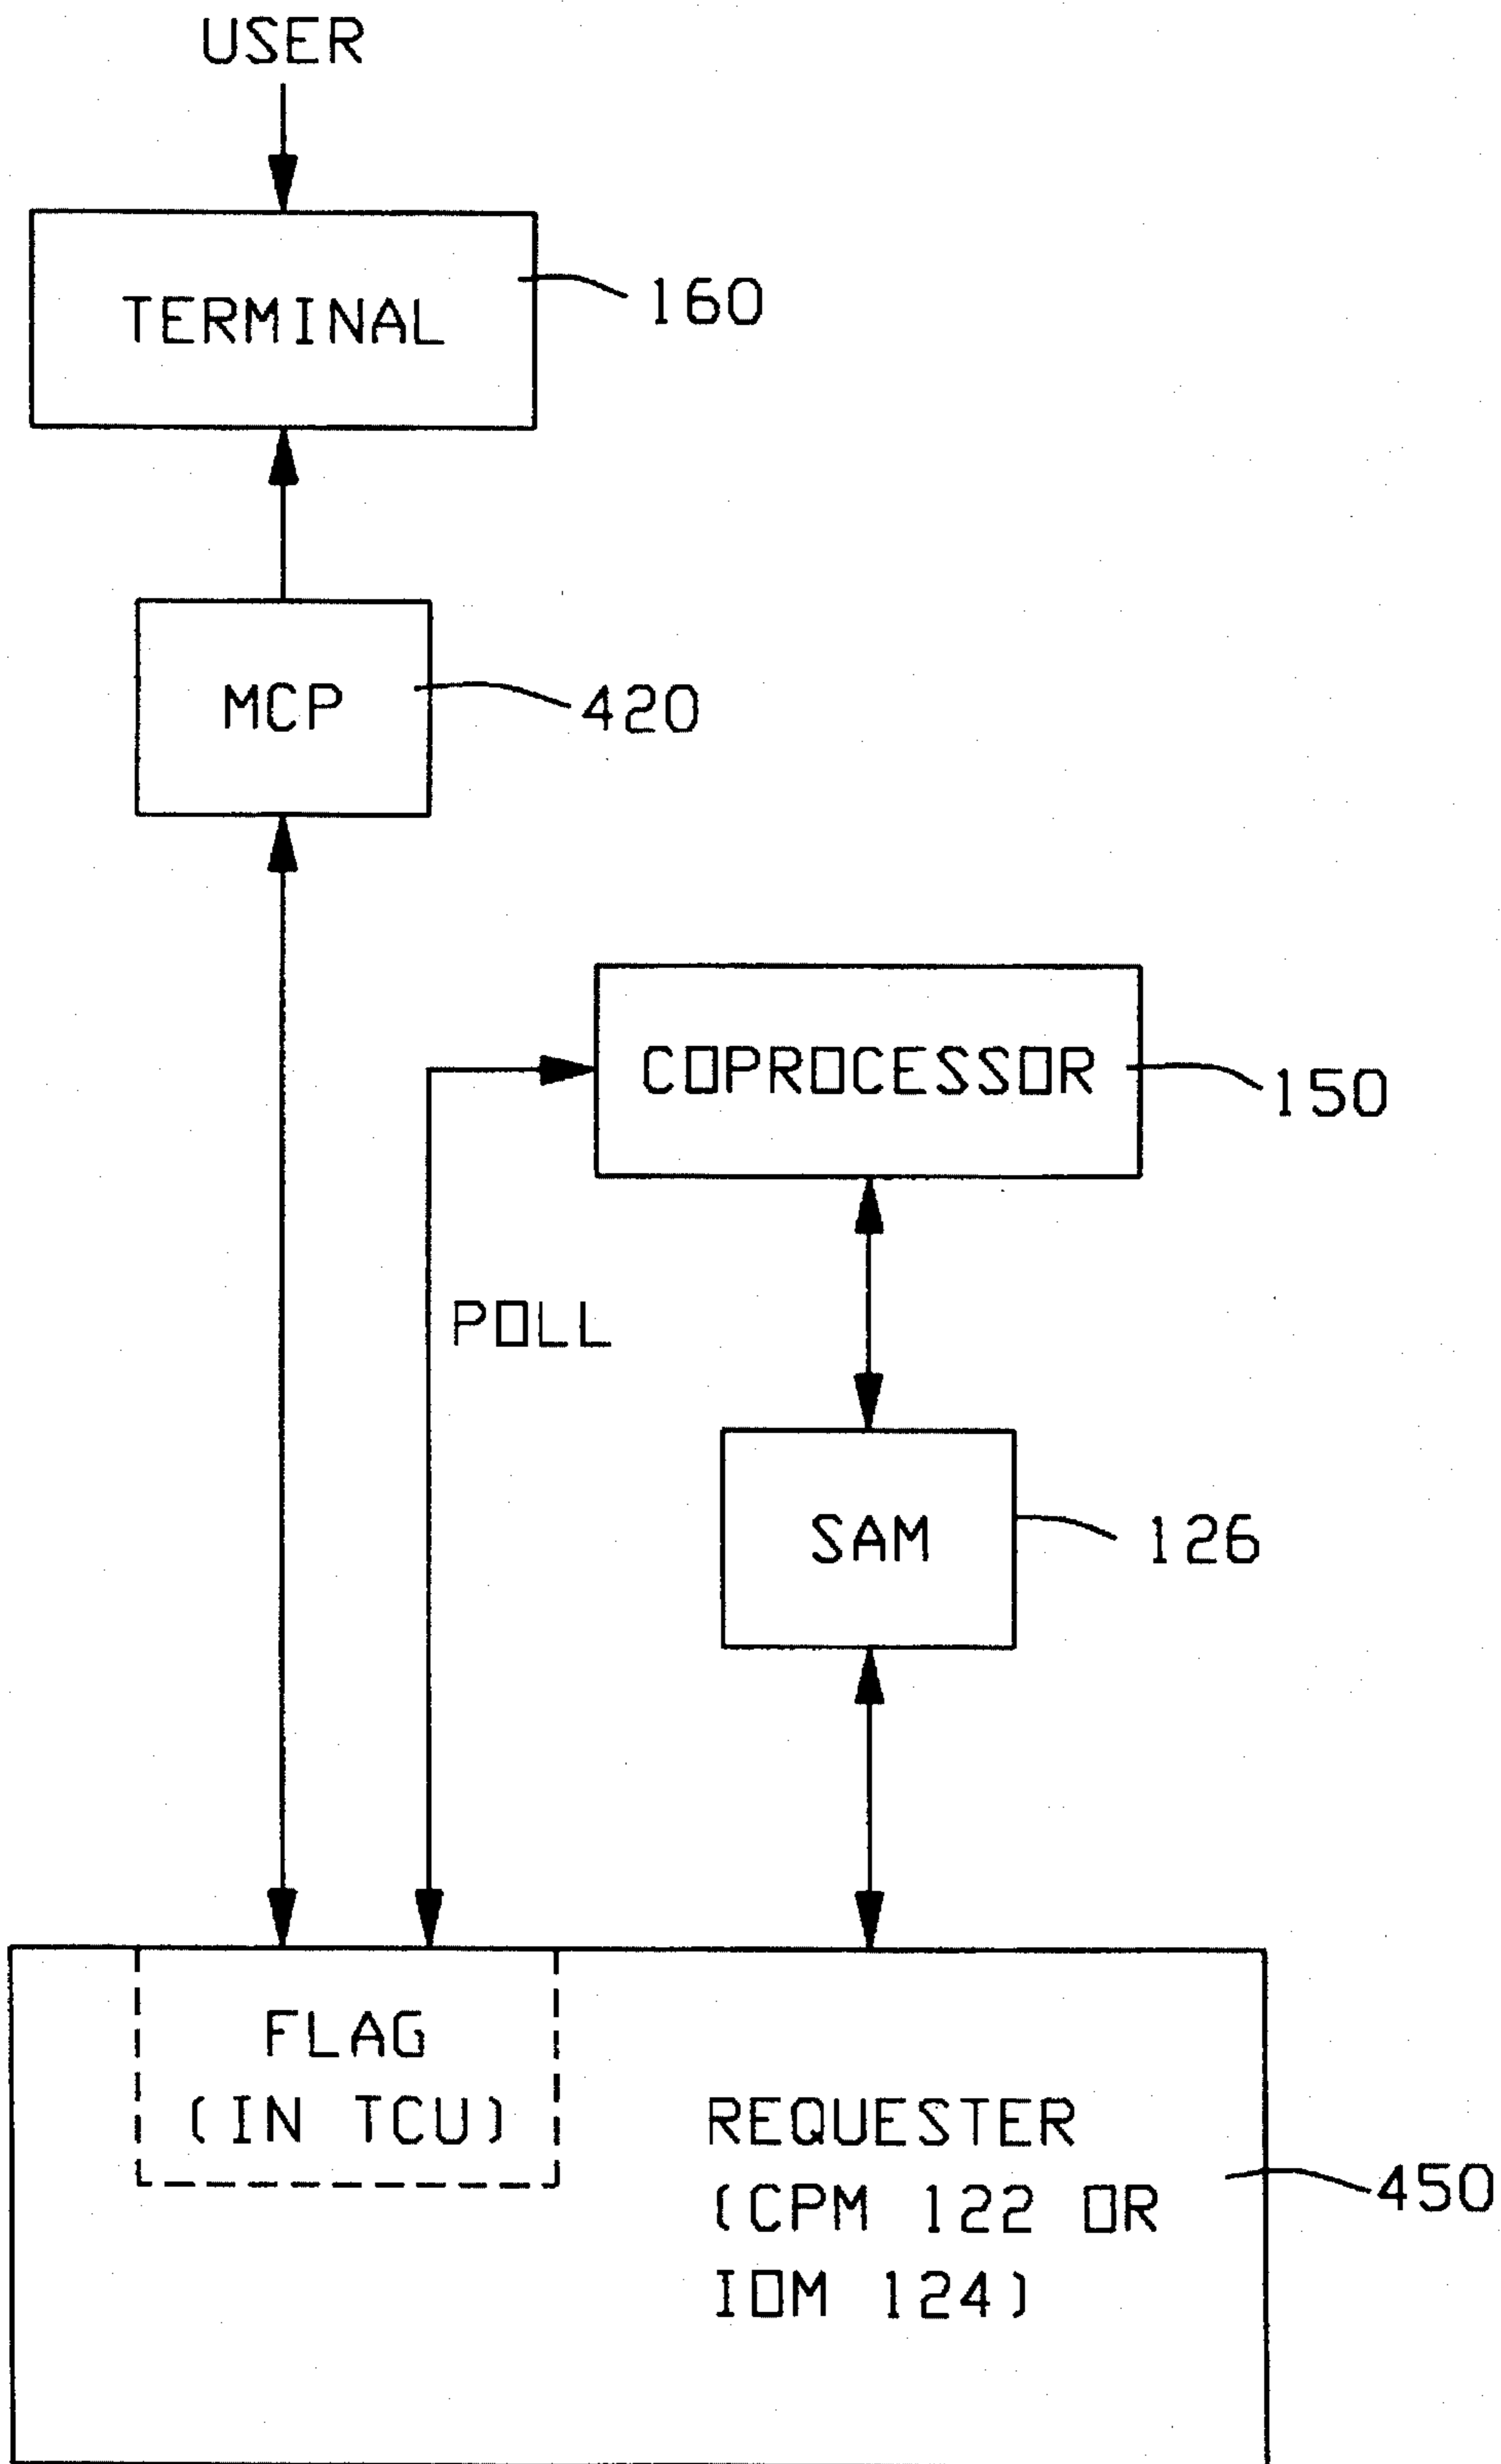 USER
TERMINAL
160
MCP
420
COPROCESSOR
150
POLL
SAM
126
FLAG
(IN TCU)
REQUESTER
(CPM 122 OR
IOM 124)
450